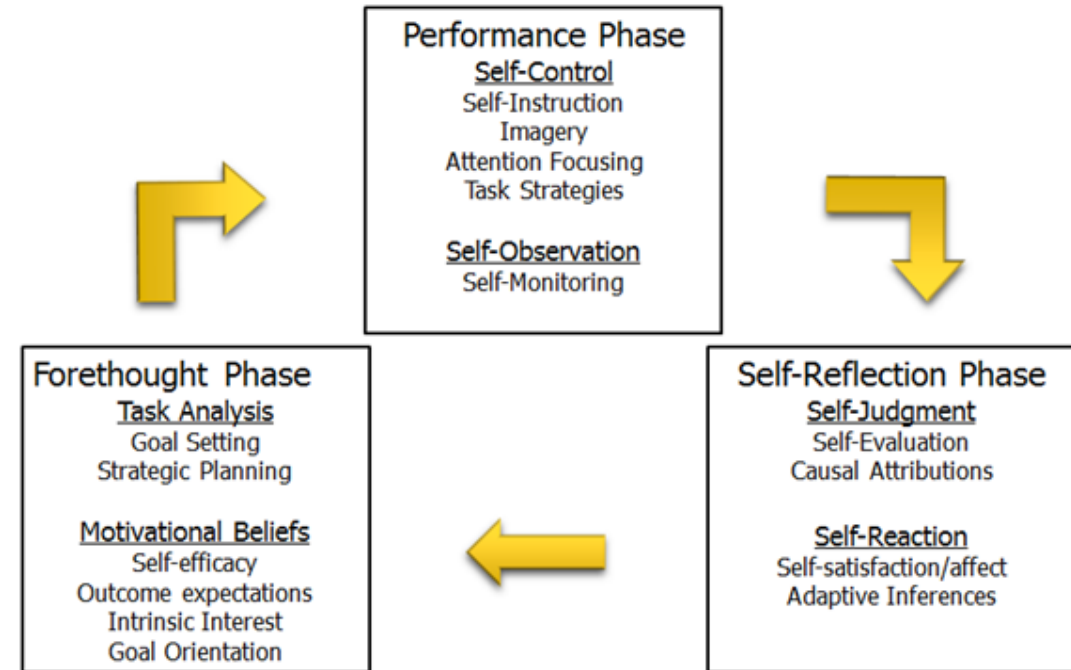 Performance Phase
Self-Control
Self-Instruction
Imagery
Attention Focusing
Task Strategies
Self-Observation
Self-Monitoring
Forethought Phase
Task Analysis
Goal Setting
Strategic Planning
Motivational Beliefs
Self-efficacy
Outcome expectations
Intrinsic Interest
Goal Orientation
Self-Reflection Phase
Self-Judgment
Self-Evaluation
Causal Attributions
Self-Reaction
Self-satisfaction/affect
Adaptive Inferences